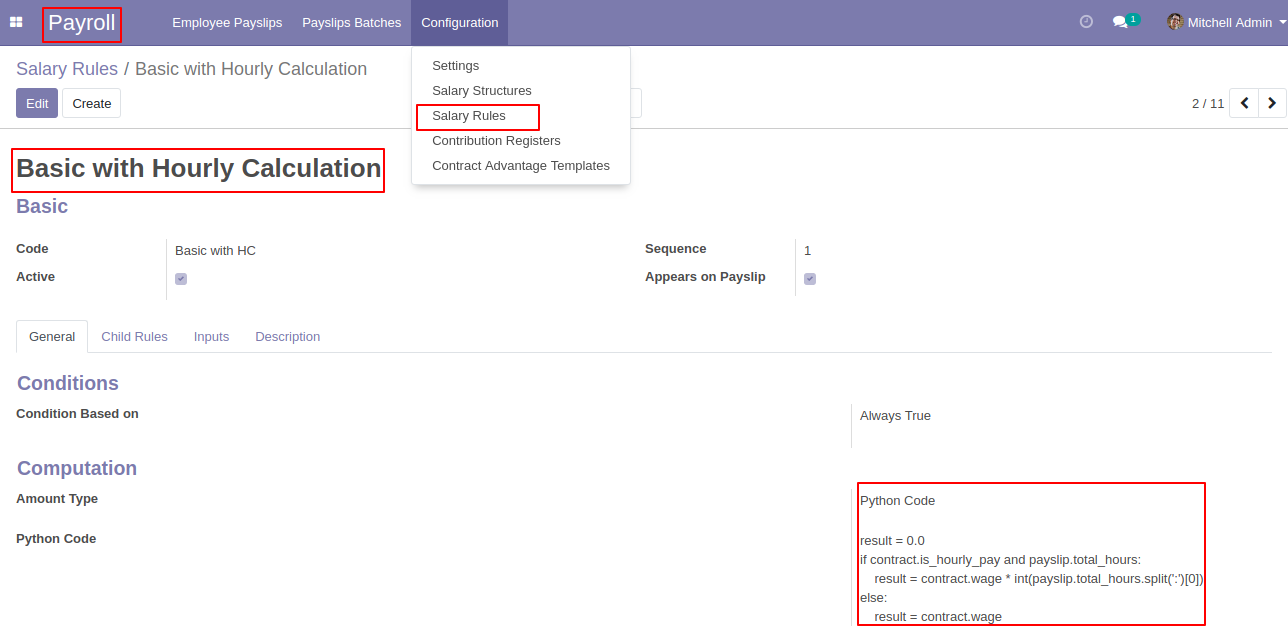 Payroll Employee Payslips Payslips Batches Configuration 1 Mitchell Admin
Settings
Salary Structures
Salary Rules
Contribution Registers
Contract Advantage Templates
Salary Rules / Basic with Hourly Calculation
Edit Create 2 / 11
Basic with Hourly Calculation
Basic
Code Basic with HC Sequence 1
Active Appears on Payslip
General Child Rules Inputs Description
Conditions
Condition Based on Always True
Computation
Amount Type Python Code
Python Code result = 0.0
if contract.is_hourly_pay and payslip.total_hours:
    result = contract.wage * int(payslip.total_hours.split(':')[0])
else:
    result = contract.wage